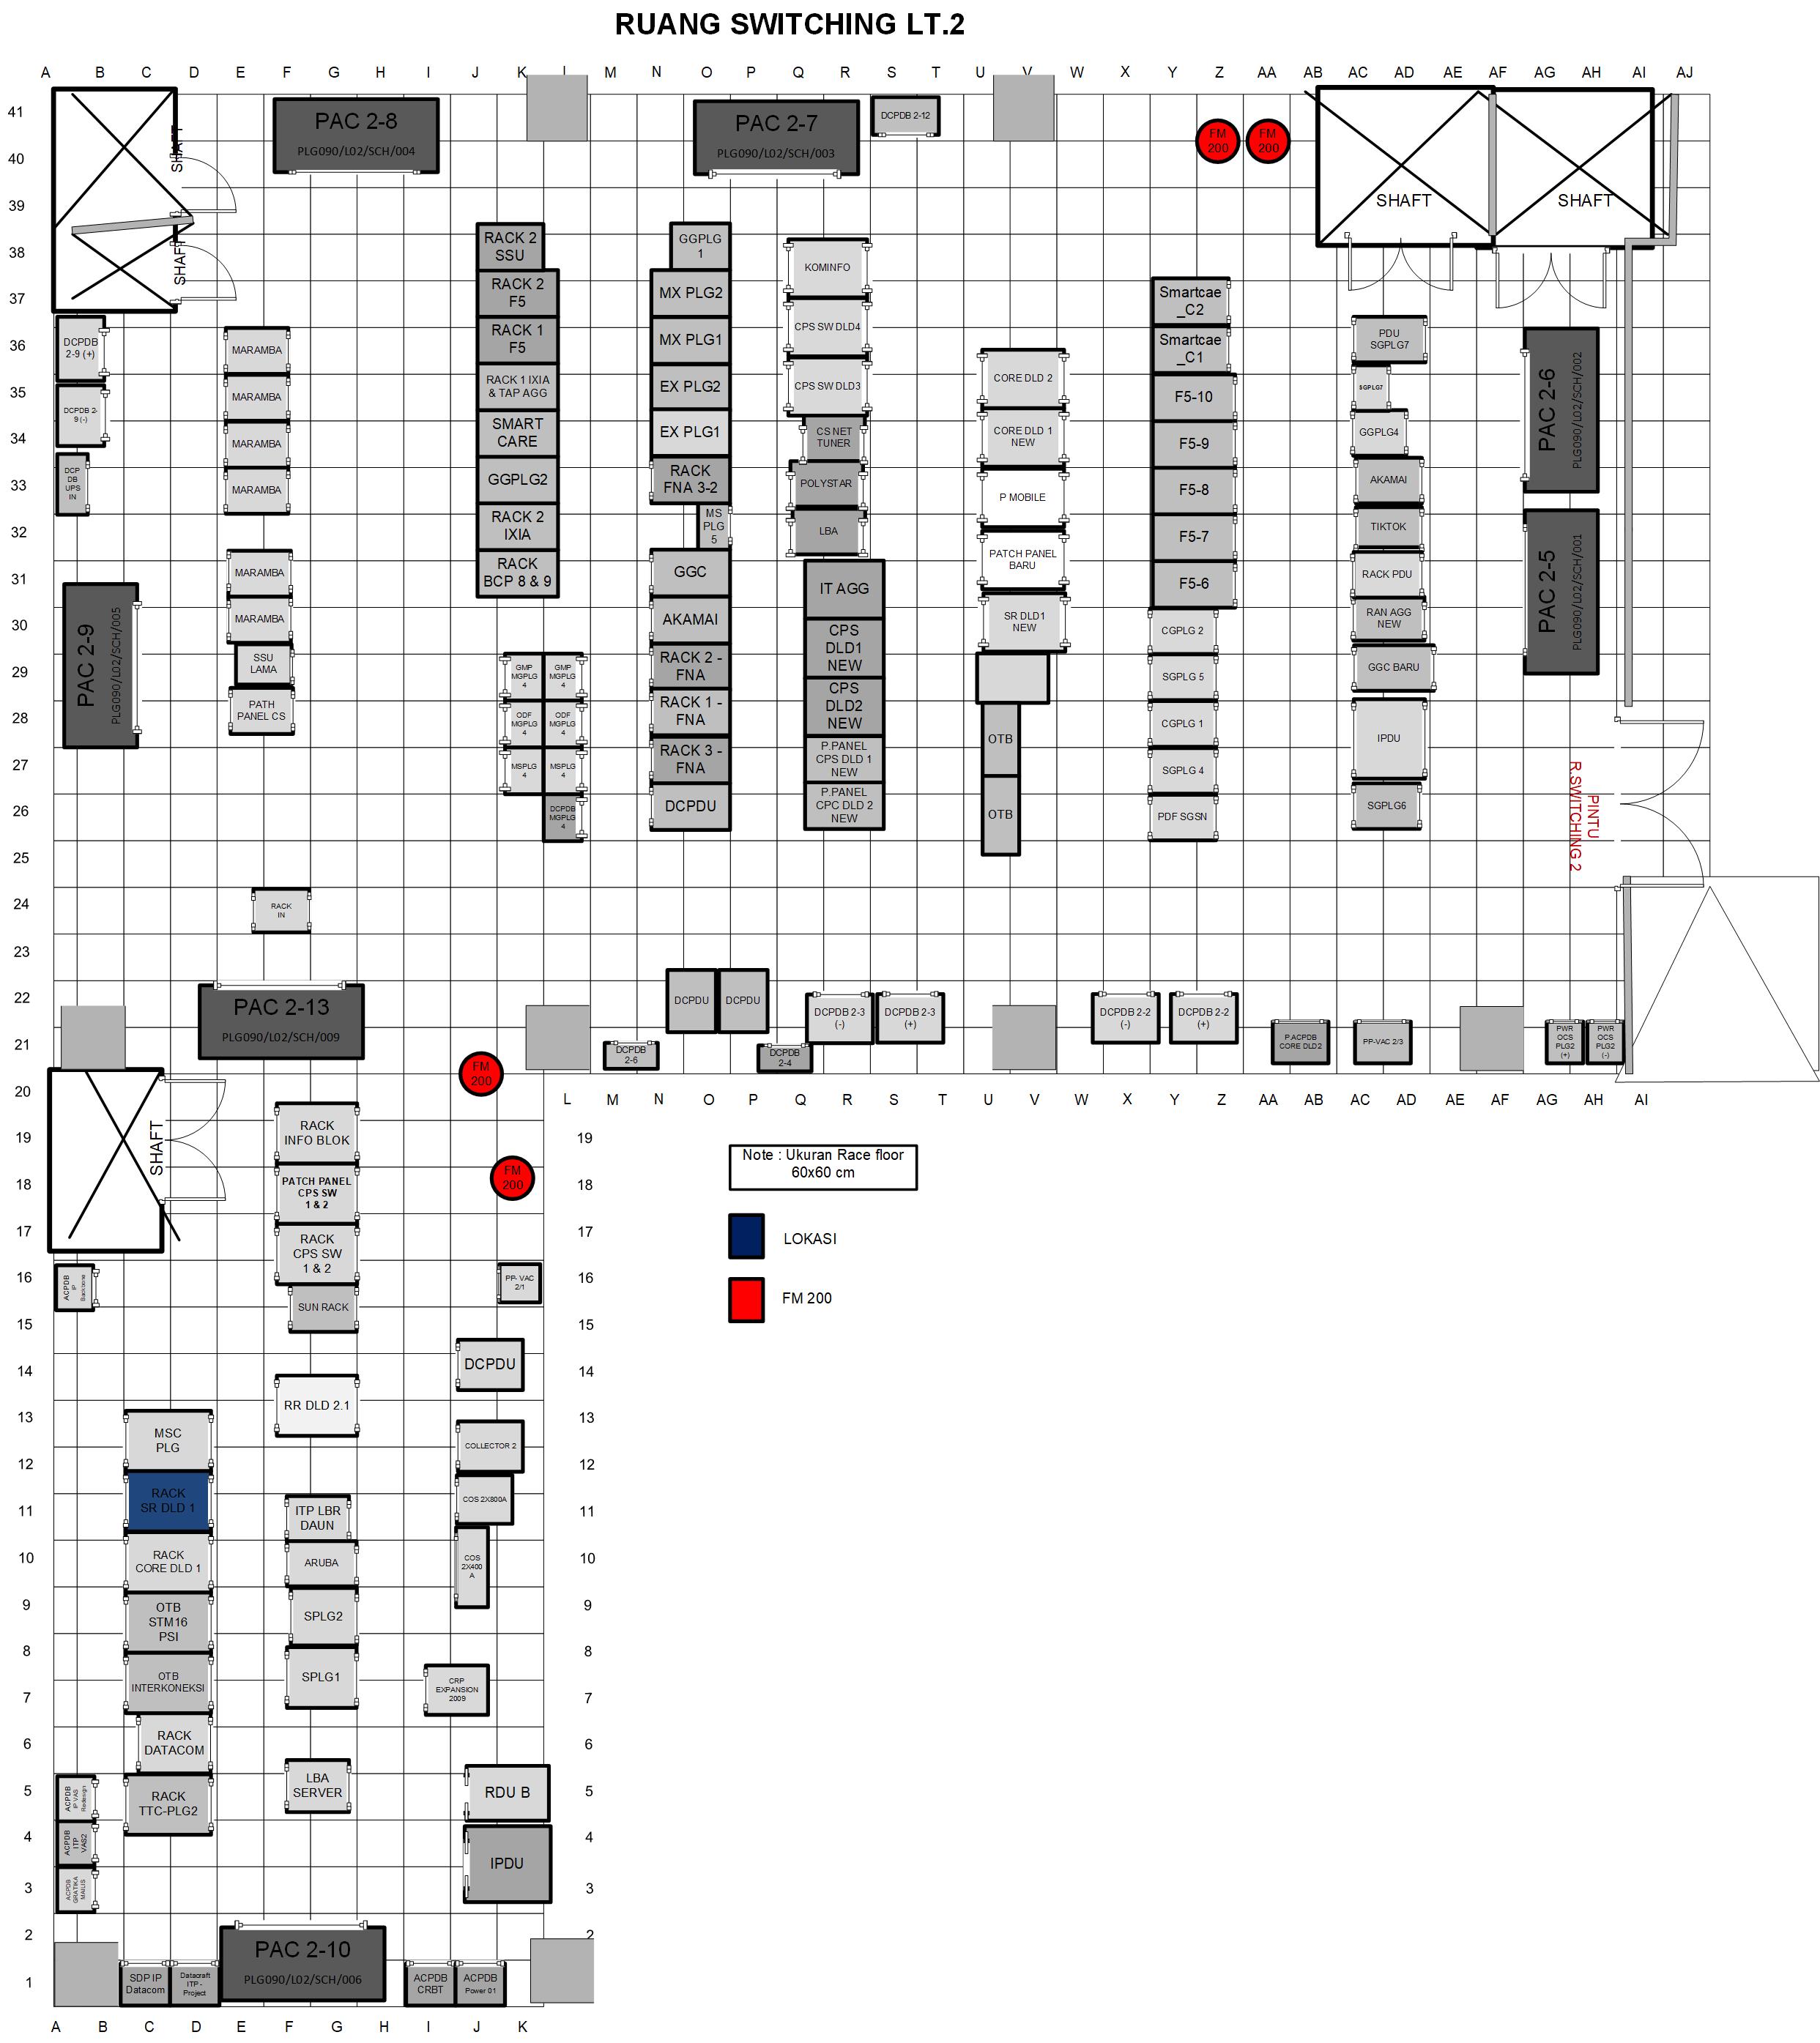 RUANG SWITCHING LT.2
A B C D E F G H I J K L M N O P Q R S T U V W X Y Z AA AB AC AD AE AF AG AH AI AJ
41
40
39
38
37
36
35
34
33
32
31
30
29
28
27
26
25
24
23
22
21
20
19
18
17
16
15
14
13
12
11
10
9
8
7
6
5
4
3
2
1
SHAFT
SHAFT
PAC 2-8
PLG090/L02/SCH/004
PAC 2-7
PLG090/L02/SCH/003
DCPDB 2-12
FM
200
FM
200
SHAFT
SHAFT
DCPDB
2-9 (+)
DCPDB 2-
9 (-)
DCP
DB
UPS
IN
PAC 2-9
PLG090/L02/SCH/005
MARAMBA
MARAMBA
MARAMBA
MARAMBA
MARAMBA
MARAMBA
SSU
LAMA
PATH
PANEL CS
RACK
IN
RACK 2
SSU
RACK 2
F5
RACK 1
F5
RACK 1 IXIA
& TAP AGG
SMART
CARE
GGPLG2
RACK 2
IXIA
RACK
BCP 8 & 9
GMP
MGPLG
4
GMP
MGPLG
4
ODF
MGPLG
4
ODF
MGPLG
4
MSPLG
4
MSPLG
4
DCPDB
MGPLG
4
GGPLG
1
MX PLG2
MX PLG1
EX PLG2
EX PLG1
RACK
FNA 3-2
MS
PLG
5
GGC
AKAMAI
RACK 2 -
FNA
RACK 1 -
FNA
RACK 3 -
FNA
DCPDU
KOMINFO
CPS SW DLD4
CPS SW DLD3
CS NET
TUNER
POLYSTAR
LBA
IT AGG
CPS
DLD1
NEW
CPS
DLD2
NEW
P.PANEL
CPS DLD 1
NEW
P.PANEL
CPC DLD 2
NEW
CORE DLD 2
CORE DLD 1
NEW
P MOBILE
PATCH PANEL
BARU
SR DLD1
NEW
OTB
OTB
Smartcae
_C2
Smartcae
_C1
F5-10
F5-9
F5-8
F5-7
F5-6
CGPLG 2
SGPLG 5
CGPLG 1
SGPLG 4
PDF SGSN
PDU
SGPLG7
SGPLG7
GGPLG4
AKAMAI
TIKTOK
RACK PDU
RAN AGG
NEW
GGC BARU
IPDU
SGPLG6
PAC 2-6
PLG090/L02/SCH/002
PAC 2-5
PLG090/L02/SCH/001
PINTU
R.SWITCHING 2
PAC 2-13
PLG090/L02/SCH/009
DCPDU
DCPDU
DCPDB
2-6
DCPDB
2-4
DCPDB 2-3
(-)
DCPDB 2-3
(+)
DCPDB 2-2
(-)
DCPDB 2-2
(+)
P.ACPDB
CORE DLD2
PP-VAC 2/3
PWR
OCS
PLG2
(+)
PWR
OCS
PLG2
(-)
FM
200
L M N O P Q R S T U V W X Y Z AA AB AC AD AE AF AG AH AI
SHAFT
RACK
INFO BLOK
PATCH PANEL
CPS SW
1 & 2
RACK
CPS SW
1 & 2
SUN RACK
RR DLD 2.1
FM
200
19
18
17
16
15
14
13
12
11
10
9
8
7
6
5
4
3
2
Note : Ukuran Race floor
60x60 cm
LOKASI
FM 200
ACPDB
IP
Backbone
PP- VAC
2/1
DCPDU
COLLECTOR 2
COS 2X800A
COS
2X400
A
MSC
PLG
RACK
SR DLD 1
RACK
CORE DLD 1
OTB
STM16
PSI
OTB
INTERKONEKSI
RACK
DATACOM
RACK
TTC-PLG2
ITP LBR
DAUN
ARUBA
SPLG2
SPLG1
LBA
SERVER
CRP
EXPANSION
2009
RDU B
IPDU
ACPDB
IP VAS
Redesign
ACPDB
ITP
VAS2
ACPDB
GRATIKA
MAILIS
PAC 2-10
PLG090/L02/SCH/006
SDP IP
Datacom
Datacraft
ITP -
Project
ACPDB
CRBT
ACPDB
Power 01
A B C D E F G H I J K